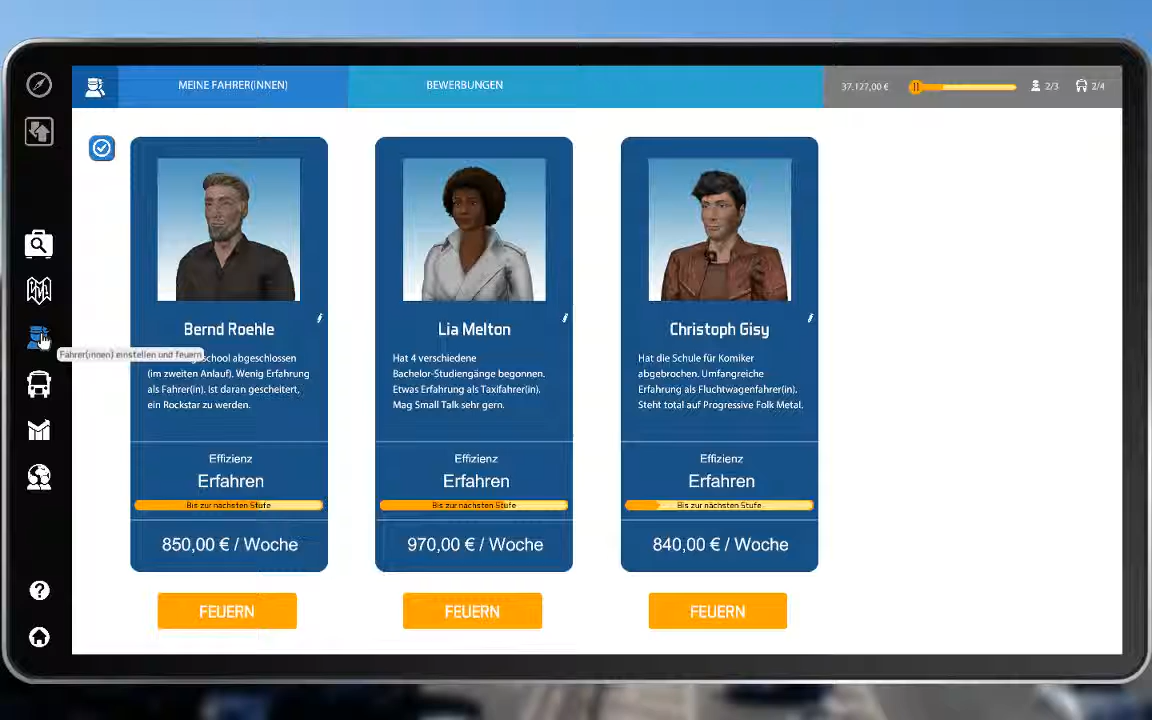 MEINE FAHRER(INNEN)
BEWERBUNGEN
37.127,00 €
2/3
2/4
Bernd Roehle
school abgeschlossen
(im zweiten Anlauf). Wenig Erfahrung
als Fahrer(in). Ist daran gescheitert,
ein Rockstar zu werden.
Effizienz
Erfahren
Bis zur nächsten Stufe
850,00 € / Woche
FEUERN
Lia Melton
Hat 4 verschiedene
Bachelor-Studiengänge begonnen.
Etwas Erfahrung als Taxifahrer(in).
Mag Small Talk sehr gern.
Effizienz
Erfahren
Bis zur nächsten Stufe
970,00 € / Woche
FEUERN
Christoph Gisy
Hat die Schule für Komiker
abgebrochen. Umfangreiche
Erfahrung als Fluchtwagenfahrer(in).
Steht total auf Progressive Folk Metal.
Effizienz
Erfahren
Bis zur nächsten Stufe
840,00 € / Woche
FEUERN
Fahrer(innen) einstellen und feuern